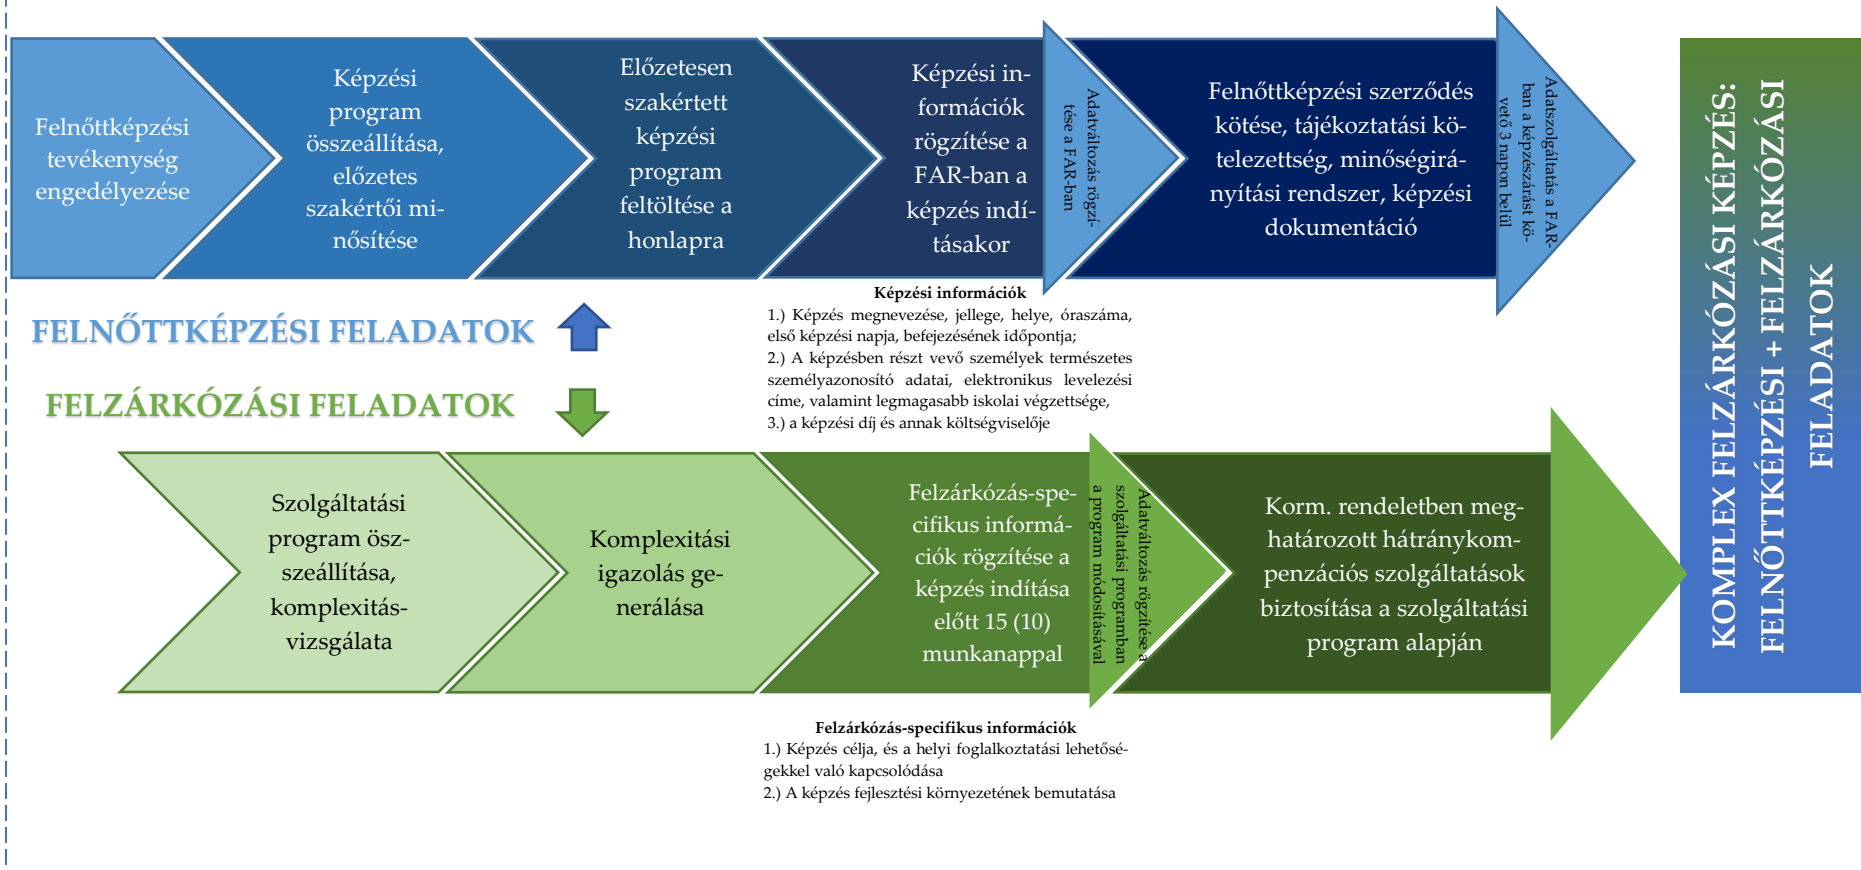 Felnőttképzési
tevékenység
engedélyezése
Képzési
program
összeállítása,
előzetes
szakértői mi-
nősítése
Előzetesen
szakértett
képzési
program
feltöltése a
honlapra
Képzési in-
formációk
rögzítése a
FAR-ban a
képzés indí-
tásakor
Adatváltozás rögzí-
tése a FAR-ban
Felnőttképzési szerződés
kötése, tájékoztatási kö-
telezettség, minőségirá-
nyítási rendszer, képzési
dokumentáció
Adatszolgáltatás a FAR-
ban a képzészárást kö-
vető 3 napon belül
KOMPLEX FELZÁRKÓZÁSI KÉPZÉS:
FELNŐTTKÉPZÉSI + FELZÁRKÓZÁSI
FELADATOK
Képzési információk
1.) Képzés megnevezése, jellege, helye, óraszáma,
első képzési napja, befejezésének időpontja;
2.) A képzésben részt vevő személyek természetes
személyazonosító adatai, elektronikus levelezési
címe, valamint legmagasabb iskolai végzettsége,
3.) a képzési díj és annak költségviselője
FELNŐTTKÉPZÉSI FELADATOK
FELZÁRKÓZÁSI FELADATOK
Szolgáltatási
program ösz-
szeállítása,
komplexitás-
vizsgálata
Komplexitási
igazolás ge-
nerálása
Felzárkózás-spe-
cifikus informá-
ciók rögzítése a
képzés indítása
előtt 15 (10)
munkanappal
Adatváltozás rögzítése a
szolgáltatási programban
a program módosításával
Korm. rendeletben meg-
határozott hátránykom-
penzációs szolgáltatások
biztosítása a szolgáltatási
program alapján
Felzárkózás-specifikus információk
1.) Képzés célja, és a helyi foglalkoztatási lehetősé-
gekkel való kapcsolódása
2.) A képzés fejlesztési környezetének bemutatása